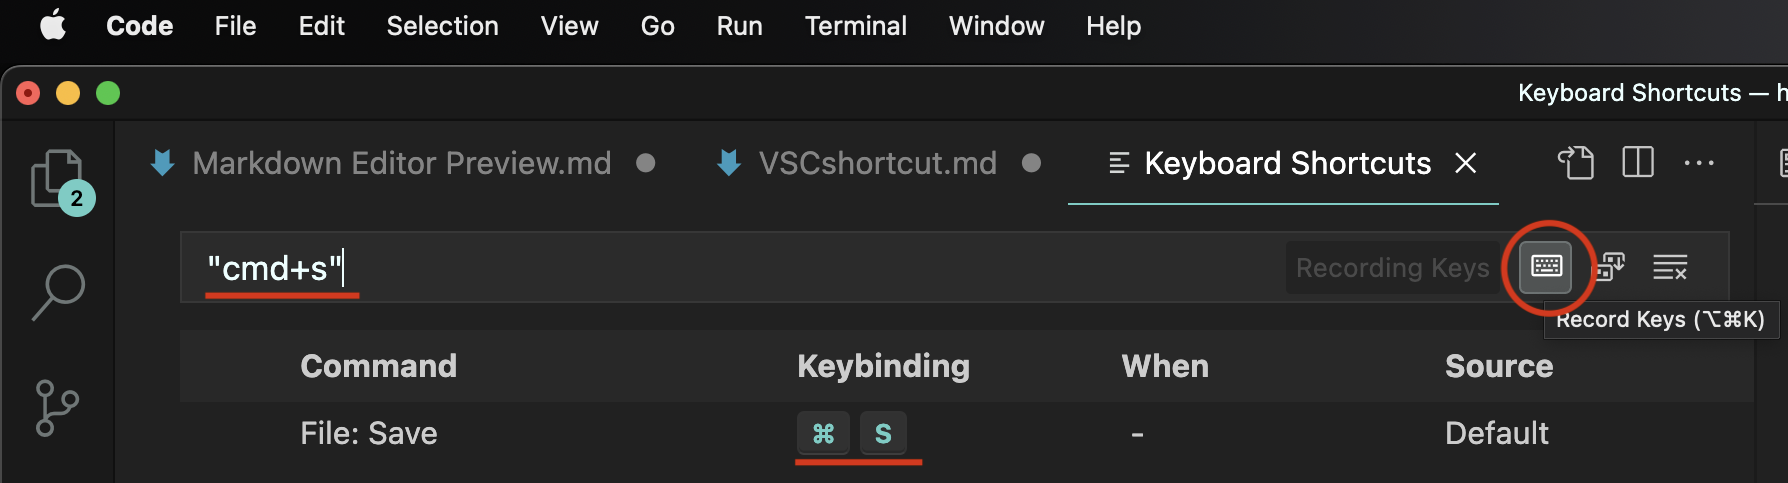 Code File Edit Selection View Go Run Terminal Window Help
Keyboard Shortcuts — h
Markdown Editor Preview.md VSCshortcut.md Keyboard Shortcuts
2
"cmd+s" Recording Keys
Record Keys (⌥⌘K)
Command Keybinding When Source
File: Save ⌘ S - Default